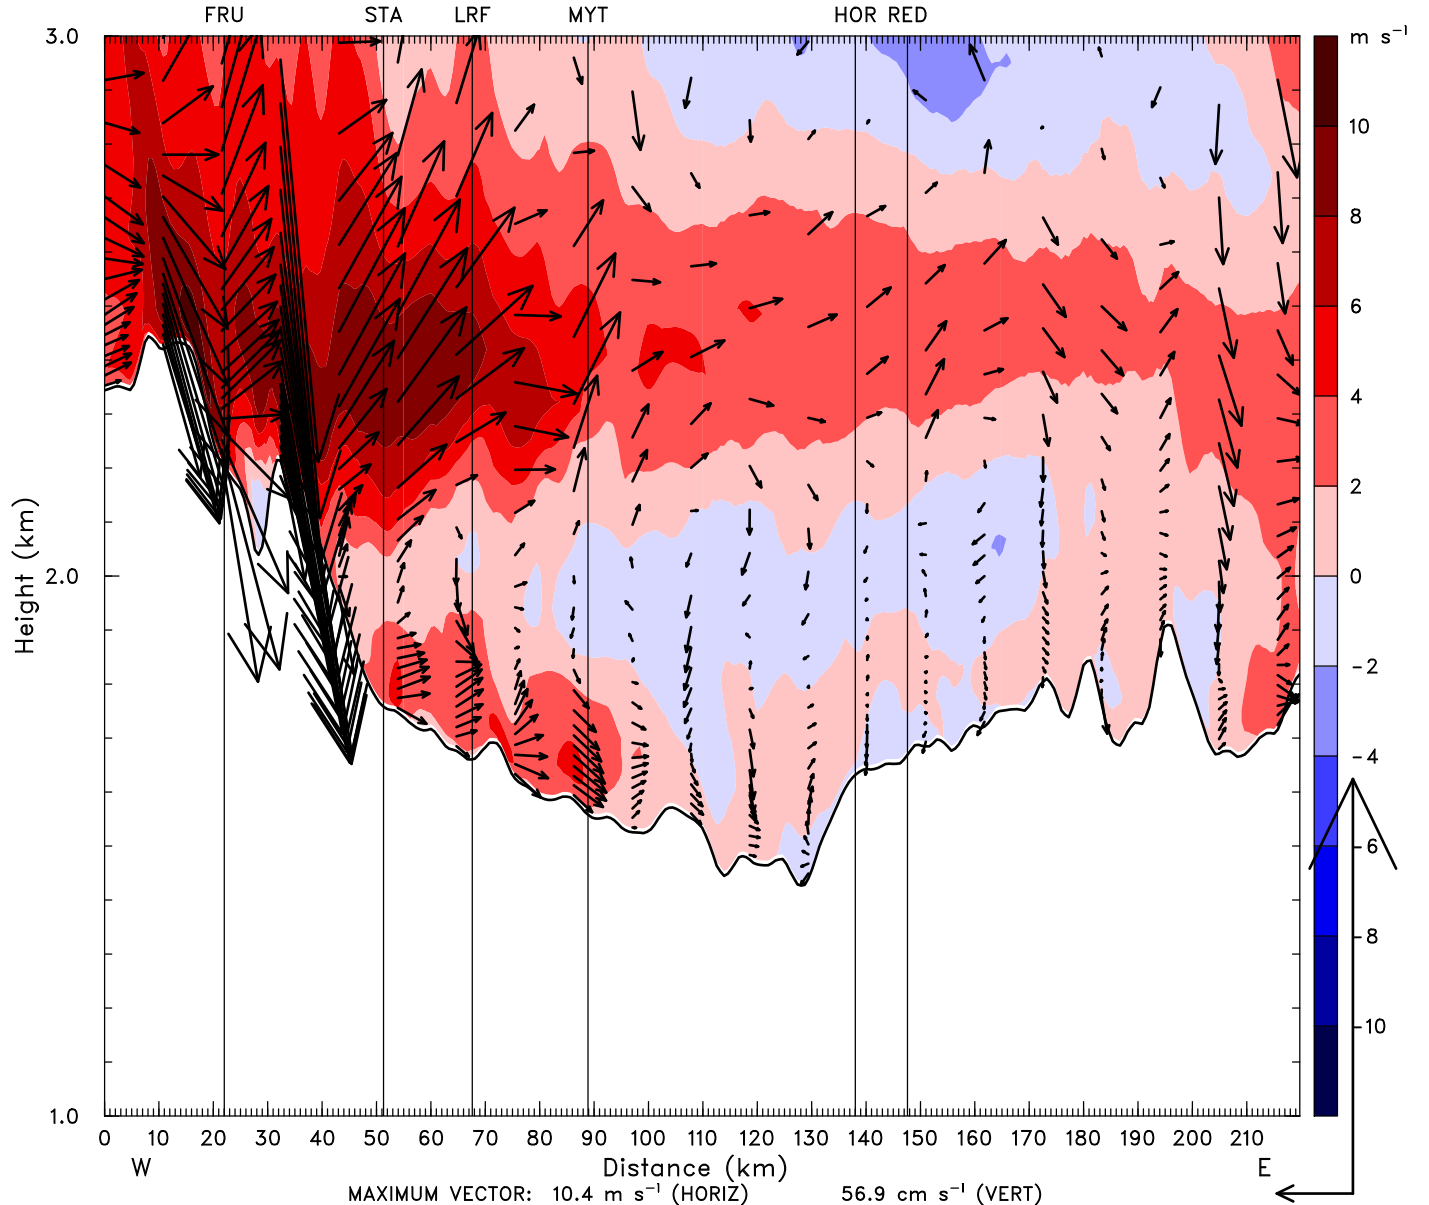 FRU STA LRF MYT HOR RED
3.0
2.0
1.0
Height (km)
m s⁻¹
10
8
6
4
2
0
-2
-4
-6
-8
-10
0 10 20 30 40 50 60 70 80 90 100 110 120 130 140 150 160 170 180 190 200 210
W Distance (km) E
MAXIMUM VECTOR: 10.4 m s⁻¹ (HORIZ) 56.9 cm s⁻¹ (VERT)